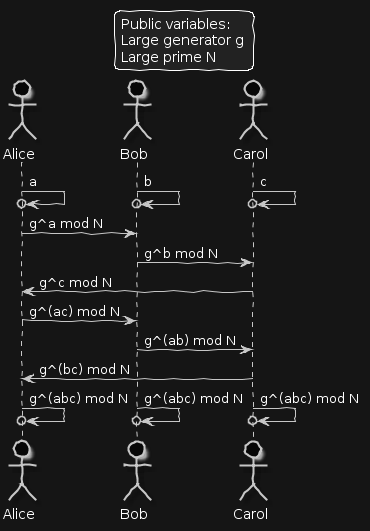 Public variables:
Large generator g
Large prime N
Alice
Bob
Carol
a
b
c
g^a mod N
g^b mod N
g^c mod N
g^(ac) mod N
g^(ab) mod N
g^(bc) mod N
g^(abc) mod N
g^(abc) mod N
g^(abc) mod N
Alice
Bob
Carol